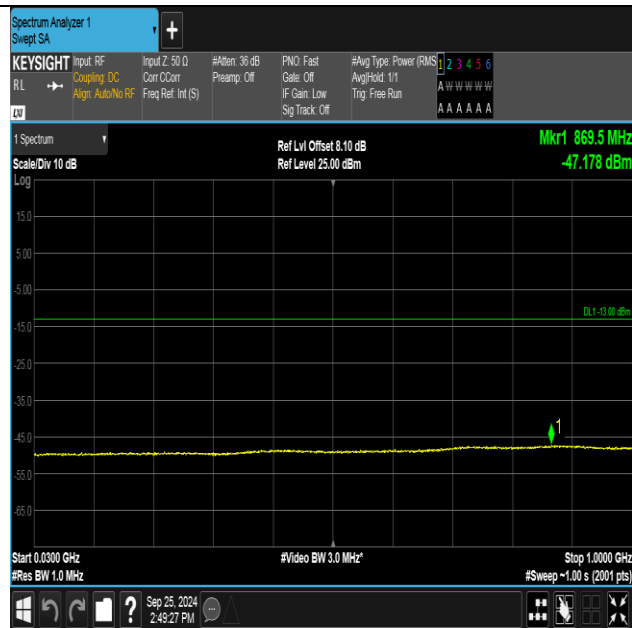 Spectrum Analyzer 1
Swept SA
+
KEYSIGHT
RL
LXI
Input: RF
Coupling: DC
Align: Auto/No RF
Input Z: 50 Ω
Corr CCorr
Freq Ref: Int (S)
#Atten: 36 dB
Preamp: Off
PNO: Fast
Gate: Off
IF Gain: Low
Sig Track: Off
#Avg Type: Power (RMS
Avg|Hold: 1/1
Trig: Free Run
1 2 3 4 5 6
A W W W W W
A A A A A A
1 Spectrum
Scale/Div 10 dB
Ref Lvl Offset 8.10 dB
Ref Level 25.00 dBm
Mkr1 869.5 MHz
-47.178 dBm
Log
15.0
5.00
-5.00
DL1 -13.00 dBm
-15.0
-25.0
-35.0
1
-45.0
-55.0
-65.0
Start 0.0300 GHz
#Video BW 3.0 MHz*
Stop 1.0000 GHz
#Res BW 1.0 MHz
#Sweep ~1.00 s (2001 pts)
?
Sep 25, 2024
2:49:27 PM